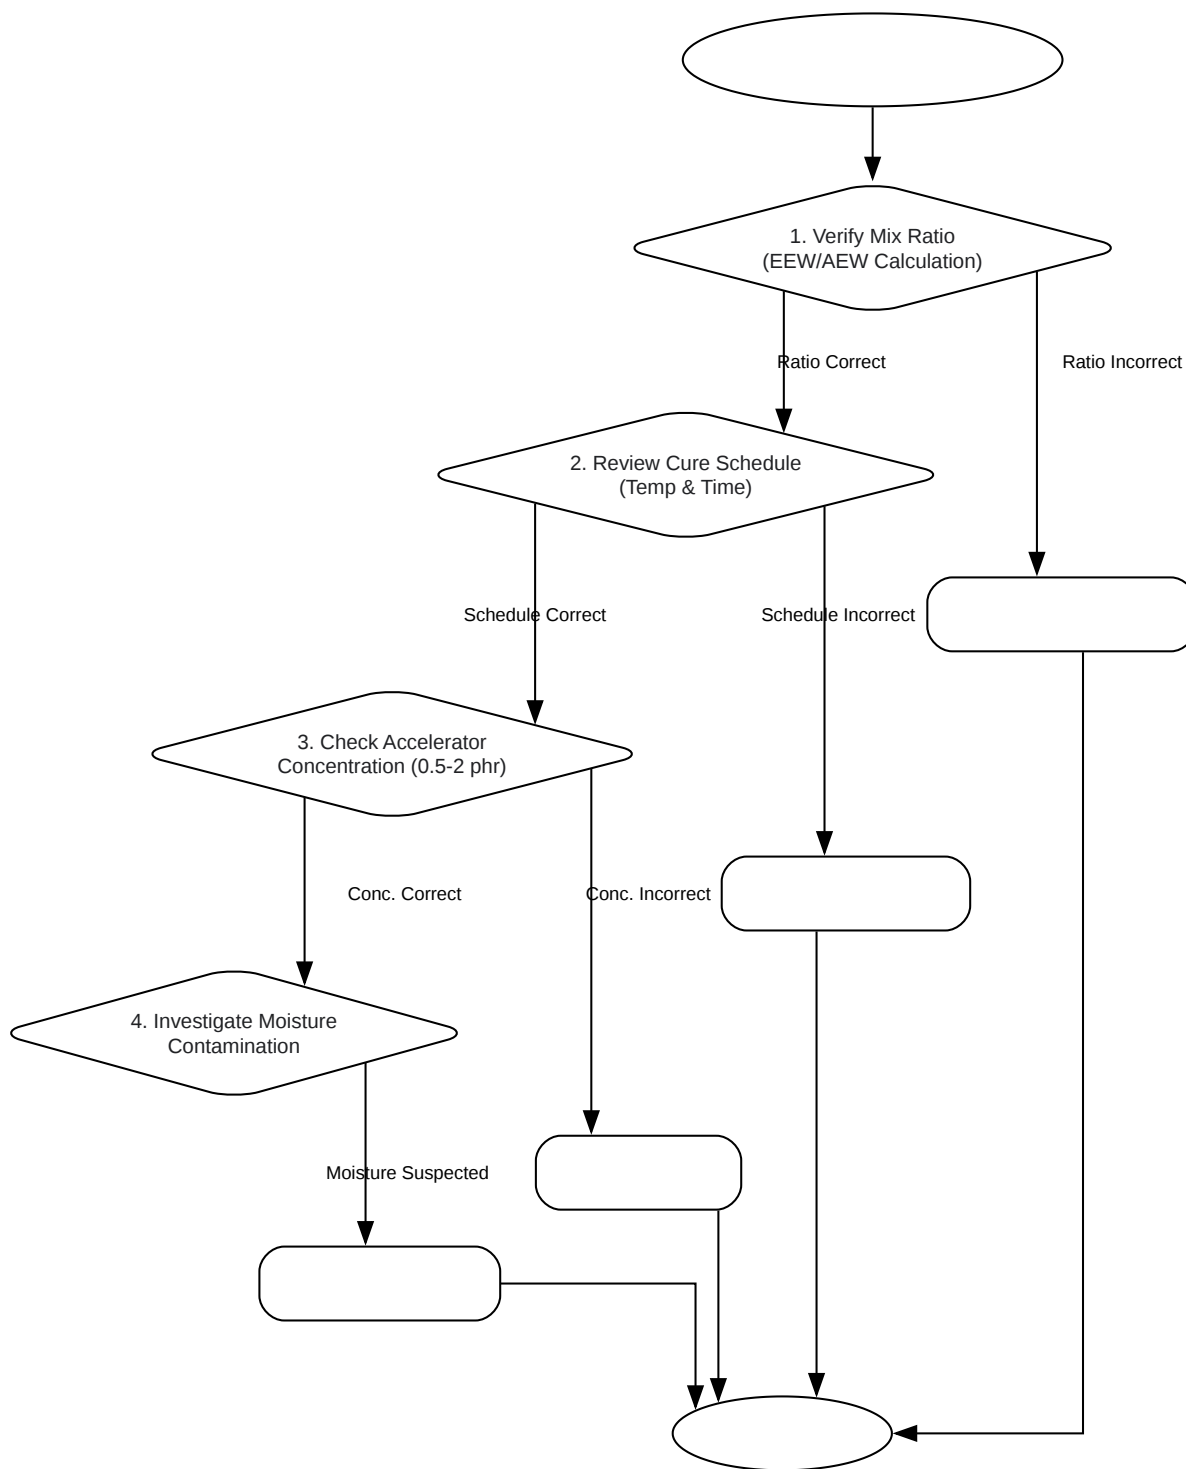 1. Verify Mix Ratio
(EEW/AEW Calculation)
Ratio Correct
Ratio Incorrect
2. Review Cure Schedule
(Temp & Time)
Schedule Correct
Schedule Incorrect
3. Check Accelerator
Concentration (0.5-2 phr)
Conc. Correct
Conc. Incorrect
4. Investigate Moisture
Contamination
Moisture Suspected